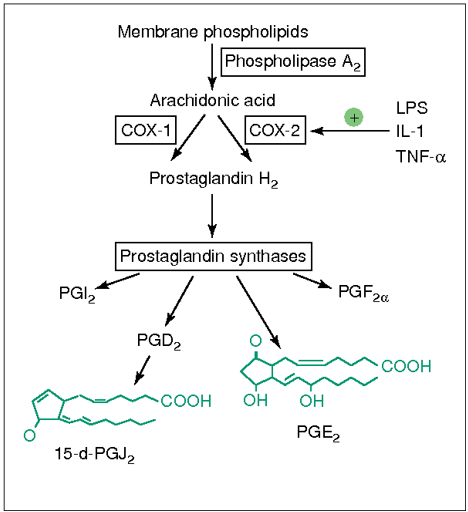 Membrane phospholipids
Phospholipase A₂
Arachidonic acid
COX-1
COX-2
+
LPS
IL-1
TNF-α
Prostaglandin H₂
Prostaglandin synthases
PGI₂
PGF₂α
PGD₂
O
COOH
OH
OH
PGE₂
COOH
O
15-d-PGJ₂